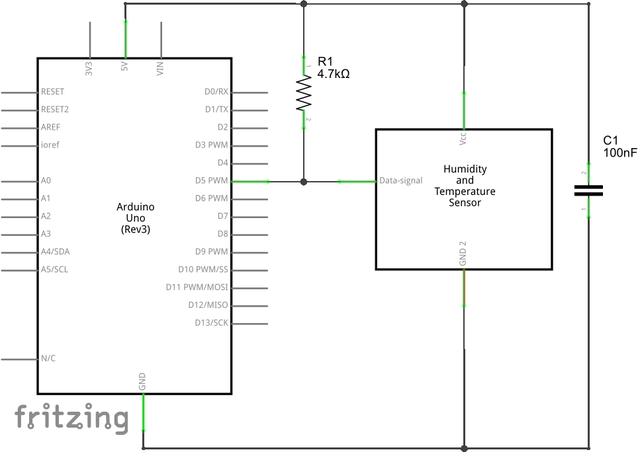 3V3
5V
VIN
RESET
RESET2
AREF
ioref
A0
A1
A2
A3
A4/SDA
A5/SCL
N/C
Arduino
Uno
(Rev3)
D0/RX
D1/TX
D2
D3 PWM
D4
D5 PWM
D6 PWM
D7
D8
D9 PWM
D10 PWM/SS
D11 PWM/MOSI
D12/MISO
D13/SCK
GND
R1
4.7kΩ
1
2
Vcc
Data-signal
Humidity
and
Temperature
Sensor
GND 2
C1
100nF
2
1
fritzing